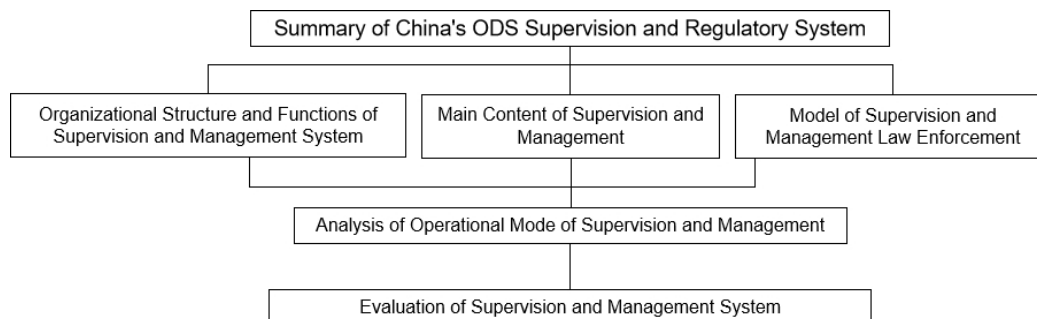 Summary of China's ODS Supervision and Regulatory System
Organizational Structure and Functions of
Supervision and Management System
Main Content of Supervision and
Management
Model of Supervision and
Management Law Enforcement
Analysis of Operational Mode of Supervision and Management
Evaluation of Supervision and Management System